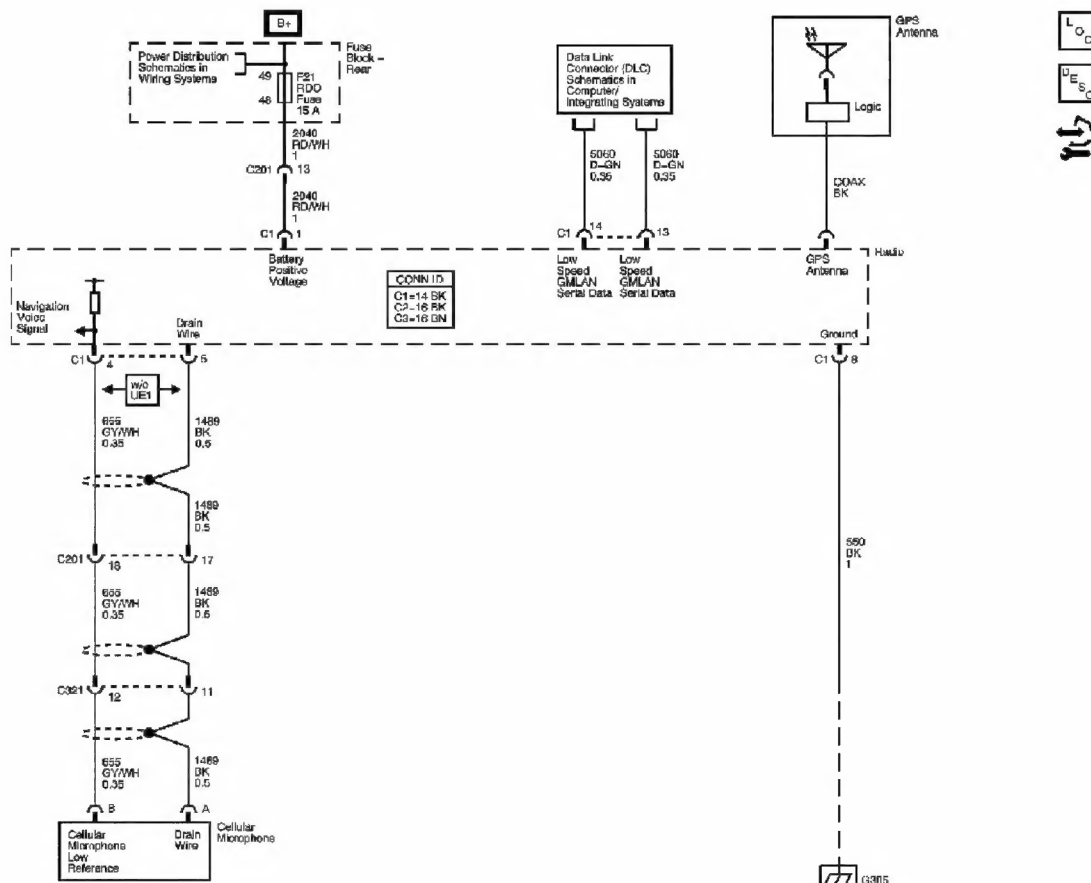 B+
Power Distribution
Schematics in
Wiring Systems
49
48
F21
RDO
Fuse
15 A
Fuse
Block –
Rear
2040
RD/WH
1
C201
13
2040
RD/WH
1
C1
1
Battery
Positive
Voltage
Data Link
Connector (DLC)
Schematics in
Computer/
Integrating Systems
5060
D-GN
0.35
5060
D-GN
0.35
C1
14
13
Low
Speed
GMLAN
Serial Data
Low
Speed
GMLAN
Serial Data
GPS
Antenna
Logic
COAX
BK
GPS
Antenna
Radio
L
O
C
D
E
S
C
CONN ID
C1=14 BK
C2=16 BK
C3=16 BN
Navigation
Voice
Signal
Drain
Wire
Ground
C1
4
5
C1
8
w/o
UE1
655
GY/WH
0.35
1489
BK
0.5
1489
BK
0.5
C201
18
17
655
GY/WH
0.35
1489
BK
0.5
C321
12
11
655
GY/WH
0.35
1489
BK
0.5
B
A
Cellular
Microphone
Low
Reference
Drain
Wire
Cellular
Microphone
550
BK
1
G305